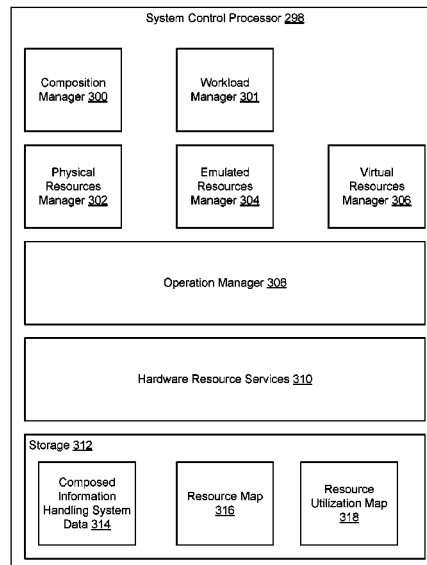 System Control Processor 298
Composition
Manager 300
Workload
Manager 301
Physical
Resources
Manager 302
Emulated
Resources
Manager 304
Virtual
Resources
Manager 306
Operation Manager 308
Hardware Resource Services 310
Storage 312
Composed
Information
Handling System
Data 314
Resource Map
316
Resource
Utilization Map
318